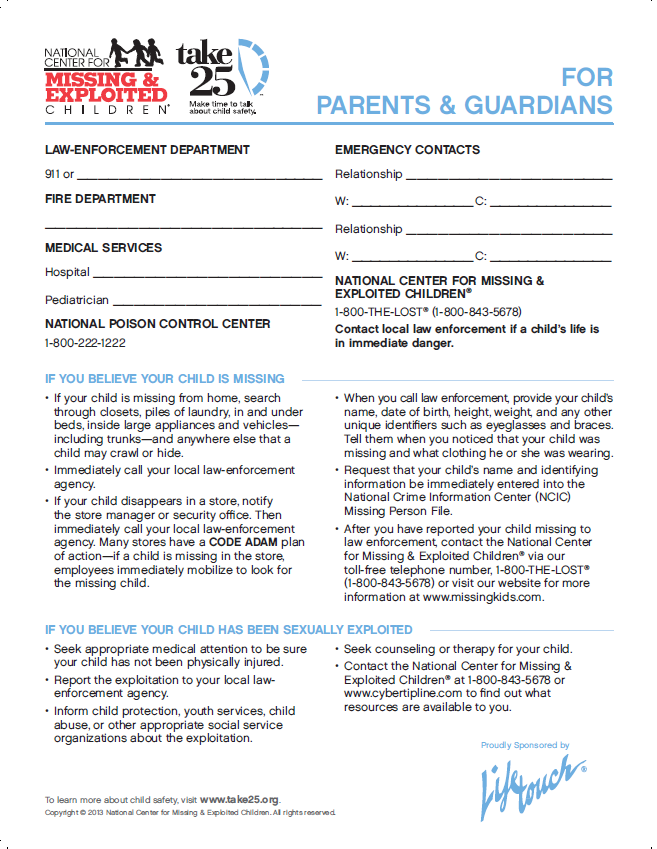 NATIONAL
CENTER FOR
MISSING &
EXPLOITED
CHILDREN®
take
25™
Make time to talk
about child safety.
FOR
PARENTS & GUARDIANS
LAW-ENFORCEMENT DEPARTMENT
911 or
FIRE DEPARTMENT
MEDICAL SERVICES
Hospital
Pediatrician
NATIONAL POISON CONTROL CENTER
1-800-222-1222
EMERGENCY CONTACTS
Relationship
W: C:
Relationship
W: C:
NATIONAL CENTER FOR MISSING &
EXPLOITED CHILDREN®
1-800-THE-LOST® (1-800-843-5678)
Contact local law enforcement if a child's life is
in immediate danger.
IF YOU BELIEVE YOUR CHILD IS MISSING
• If your child is missing from home, search
through closets, piles of laundry, in and under
beds, inside large appliances and vehicles—
including trunks—and anywhere else that a
child may crawl or hide.
• Immediately call your local law-enforcement
agency.
• If your child disappears in a store, notify
the store manager or security office. Then
immediately call your local law-enforcement
agency. Many stores have a CODE ADAM plan
of action—if a child is missing in the store,
employees immediately mobilize to look for
the missing child.
• When you call law enforcement, provide your child's
name, date of birth, height, weight, and any other
unique identifiers such as eyeglasses and braces.
Tell them when you noticed that your child was
missing and what clothing he or she was wearing.
• Request that your child's name and identifying
information be immediately entered into the
National Crime Information Center (NCIC)
Missing Person File.
• After you have reported your child missing to
law enforcement, contact the National Center
for Missing & Exploited Children® via our
toll-free telephone number, 1-800-THE-LOST®
(1-800-843-5678) or visit our website for more
information at www.missingkids.com.
IF YOU BELIEVE YOUR CHILD HAS BEEN SEXUALLY EXPLOITED
• Seek appropriate medical attention to be sure
your child has not been physically injured.
• Report the exploitation to your local law-
enforcement agency.
• Inform child protection, youth services, child
abuse, or other appropriate social service
organizations about the exploitation.
• Seek counseling or therapy for your child.
• Contact the National Center for Missing &
Exploited Children® at 1-800-843-5678 or
www.cybertipline.com to find out what
resources are available to you.
Proudly Sponsored by
Lifetouch®
To learn more about child safety, visit www.take25.org.
Copyright © 2013 National Center for Missing & Exploited Children. All rights reserved.